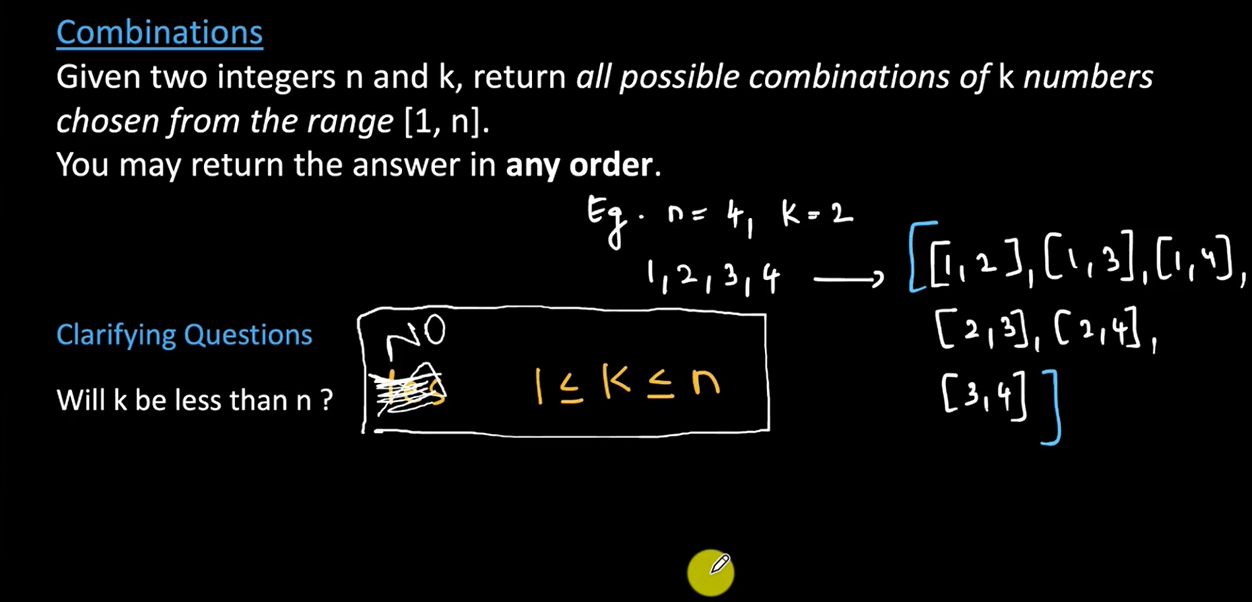 Combinations
Given two integers n and k, return all possible combinations of k numbers
chosen from the range [1, n].
You may return the answer in any order.
Eg. n = 4, k = 2
1, 2, 3, 4 ⟶ [[1, 2], [1, 3], [1, 4],
[2, 3], [2, 4],
[3, 4]]
Clarifying Questions
NO
Will k be less than n ? 1 ≤ k ≤ n